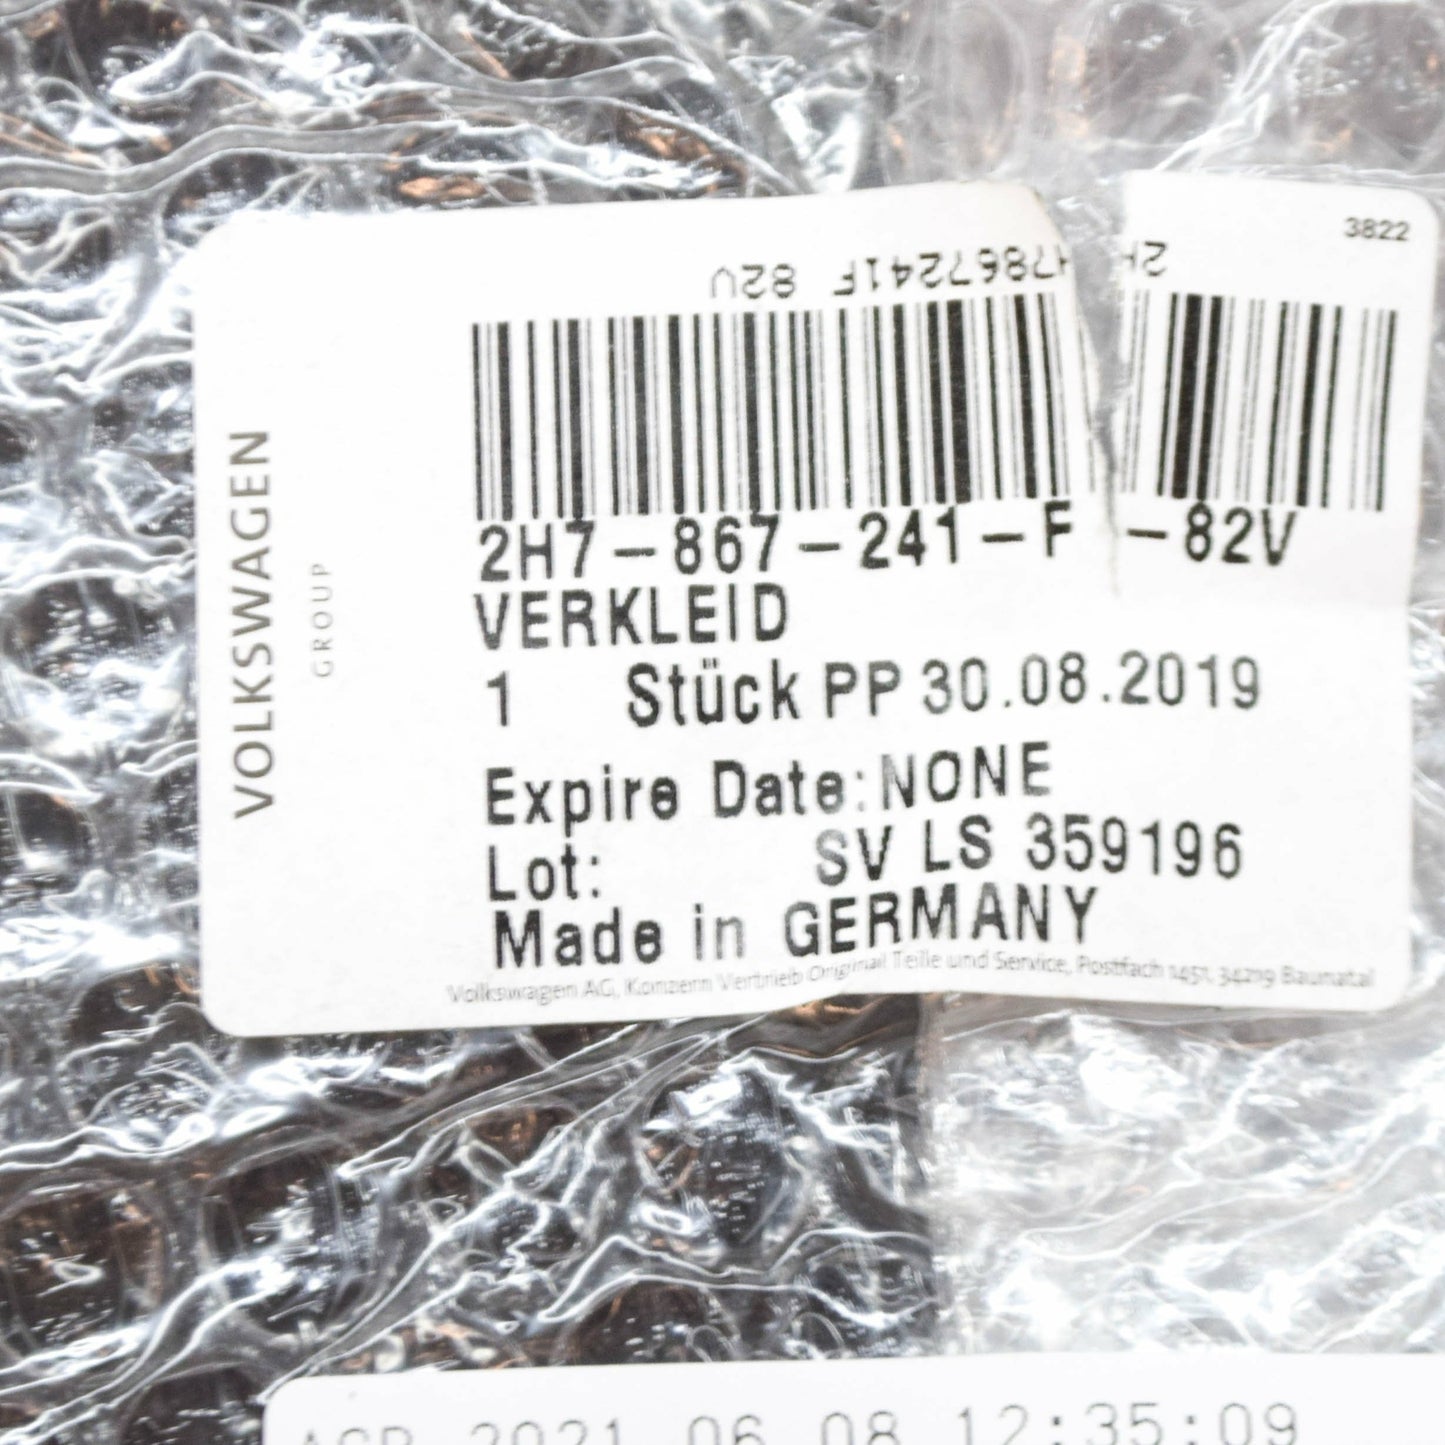 3822
2H7867241F 82V
2H7-867-241-F -82V
VERKLEID
1 Stück PP 30.08.2019
Expire Date: NONE
Lot: SV LS 359196
Made in GERMANY
Volkswagen AG, Konzern Vertrieb Original Teile und Service, Postfach 1451, 34219 Baunatal
VOLKSWAGEN
GROUP
AGR 2021 06 08 12:35:09